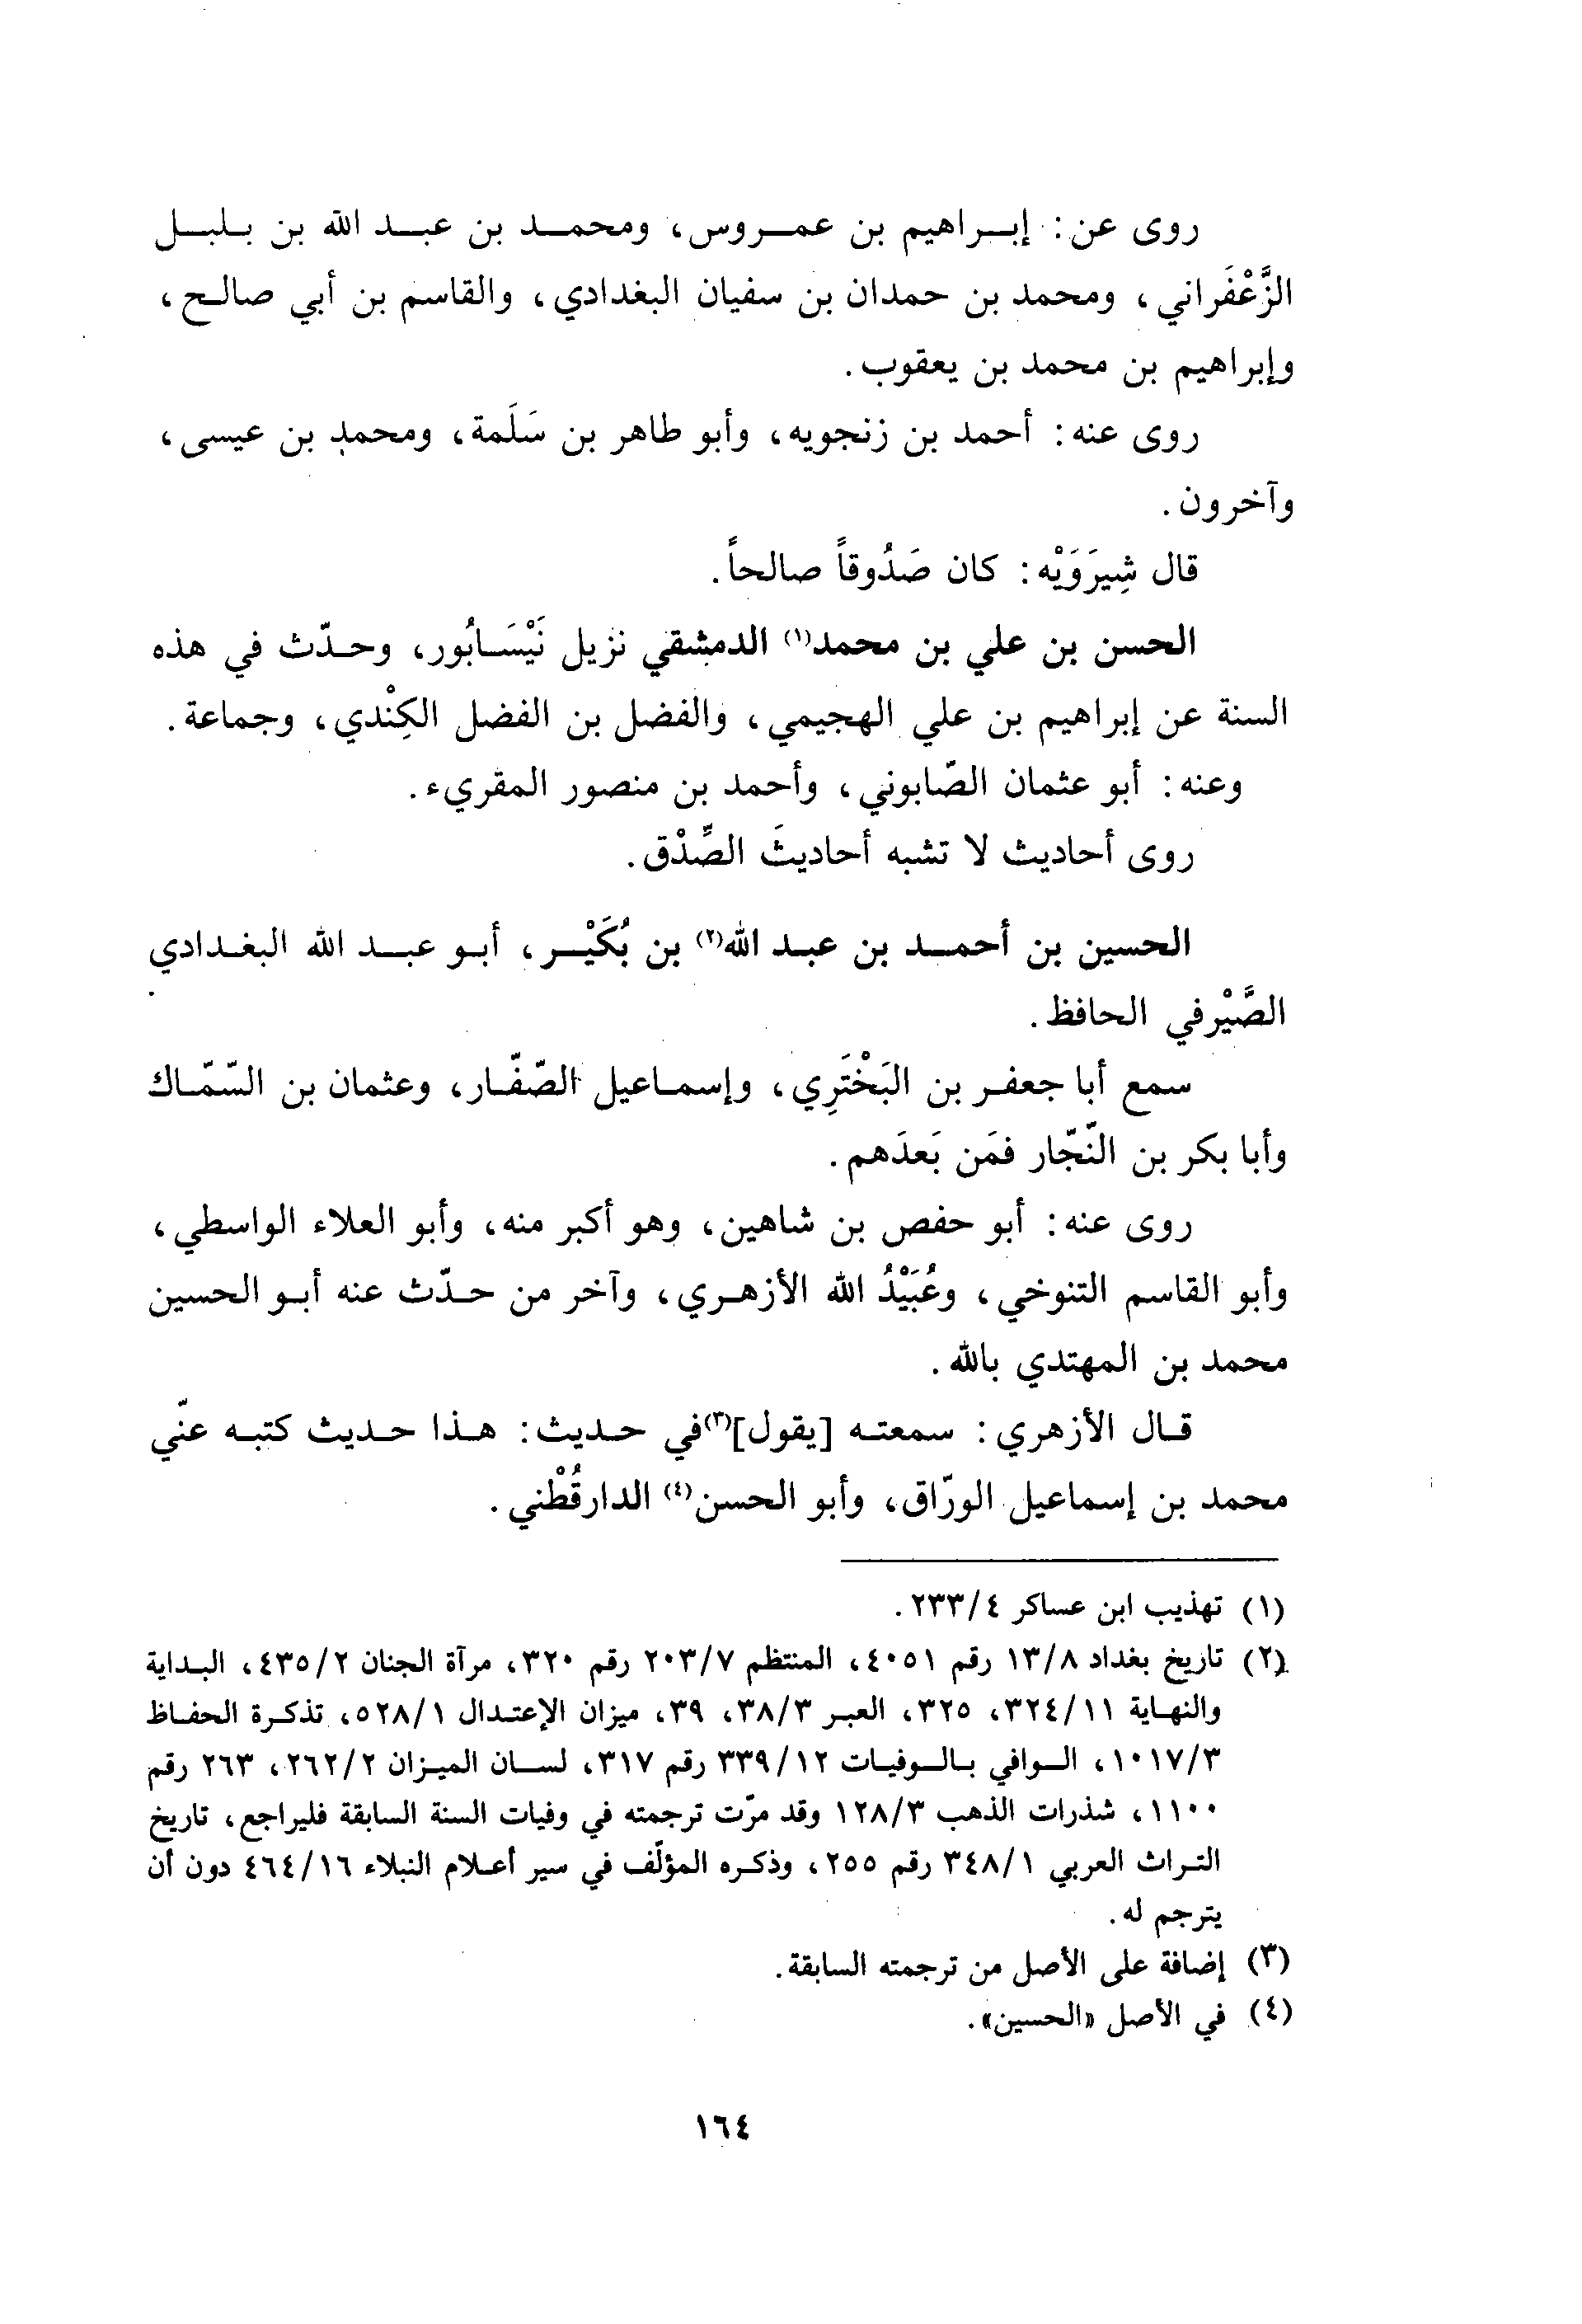 روى عن: إبراهيم بن عمروس، ومحمد بن عبد الله بن بلبل
الزَّعْفَراني، ومحمد بن حمدان بن سفيان البغدادي، والقاسم بن أبي صالح،
وإبراهيم بن محمد بن يعقوب.
روى عنه: أحمد بن زنجويه، وأبو طاهر بن سَلَمة، ومحمد بن عيسى،
وآخرون.
قال شِيرَوَيْه: كان صَدُوقاً صالحاً.
الحسن بن علي بن محمد(١) الدمشقي نزيل نَيْسَابُور، وحدّث في هذه
السنة عن إبراهيم بن علي الهجيمي، والفضل بن الفضل الكِنْدي، وجماعة.
وعنه: أبو عثمان الصّابوني، وأحمد بن منصور المقريء.
روى أحاديث لا تشبه أحاديثَ الصِّدْق.
الحسين بن أحمد بن عبد الله(٢) بن بُكَيْر، أبو عبد الله البغدادي
الصَّيْرفي الحافظ.
سمع أبا جعفر بن البَخْتَرِي، وإسماعيل الصّفّار، وعثمان بن السّمّاك
وأبا بكر بن النّجّار فمَن بَعدَهم.
روى عنه: أبو حفص بن شاهين، وهو أكبر منه، وأبو العلاء الواسطي،
وأبو القاسم التنوخي، وعُبَيْدُ الله الأزهري، وآخر من حدّث عنه أبو الحسين
محمد بن المهتدي بالله.
قال الأزهري: سمعته [يقول](٣) في حديث: هذا حديث كتبه عنّي
محمد بن إسماعيل الورّاق، وأبو الحسن(٤) الدارقُطْني.
(١) تهذيب ابن عساكر ٢٣٣/٤.
(٢) تاريخ بغداد ١٣/٨ رقم ٤٠٥١، المنتظم ٢٠٣/٧ رقم ٣٢٠، مرآة الجنان ٤٣٥/٢، البداية
والنهاية ٣٢٤/١١، ٣٢٥، العبر ٣٨/٣، ٣٩، ميزان الإعتدال ٥٢٨/١، تذكرة الحفاظ
١٠١٧/٣، الوافي بالوفيات ٣٣٩/١٢ رقم ٣١٧، لسان الميزان ٢٦٢/٢، ٢٦٣ رقم
١١٠٠، شذرات الذهب ١٢٨/٣ وقد مرّت ترجمته في وفيات السنة السابقة فليراجع، تاريخ
التراث العربي ٣٤٨/١ رقم ٢٥٥، وذكره المؤلّف في سير أعلام النبلاء ٤٦٤/١٦ دون أن
يترجم له.
(٣) إضافة على الأصل من ترجمته السابقة.
(٤) في الأصل «الحسين».
١٦٤